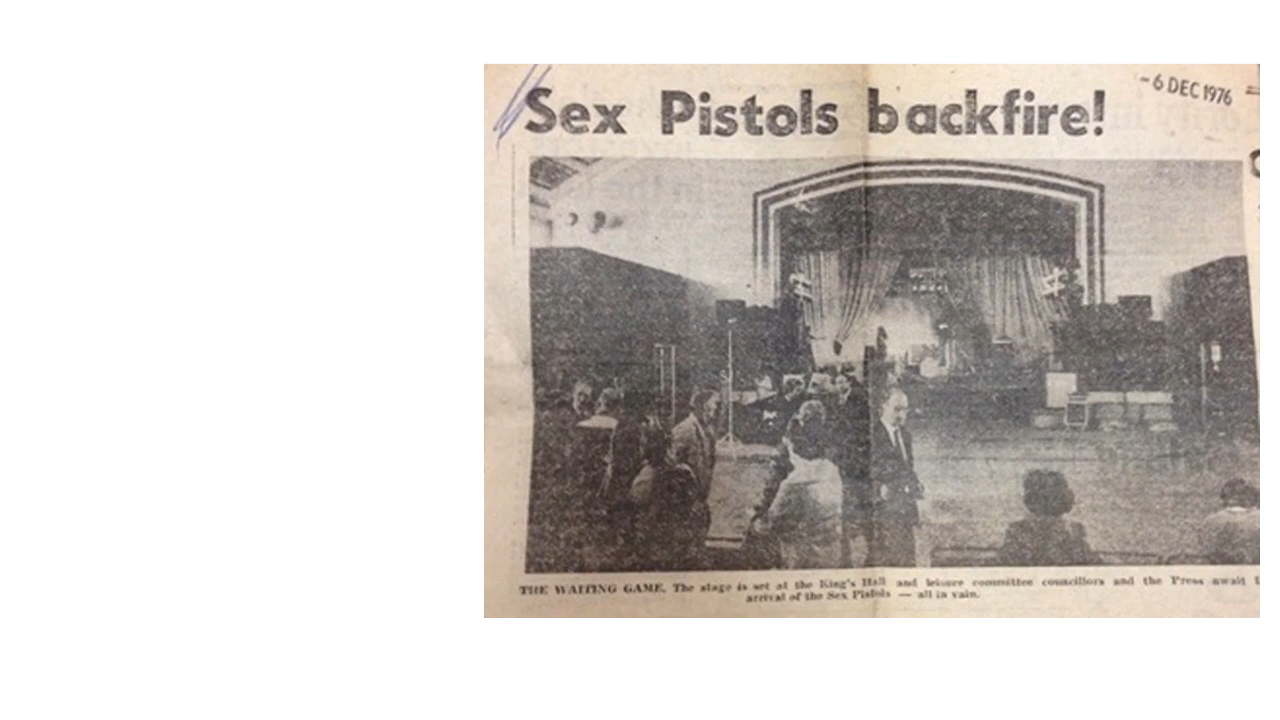 - 6 DEC 1976
Sex Pistols backfire!
THE WAITING GAME. The stage is set at the King's Hall and leisure committee councillors and the Press await
arrival of the Sex Pistols — all in vain.